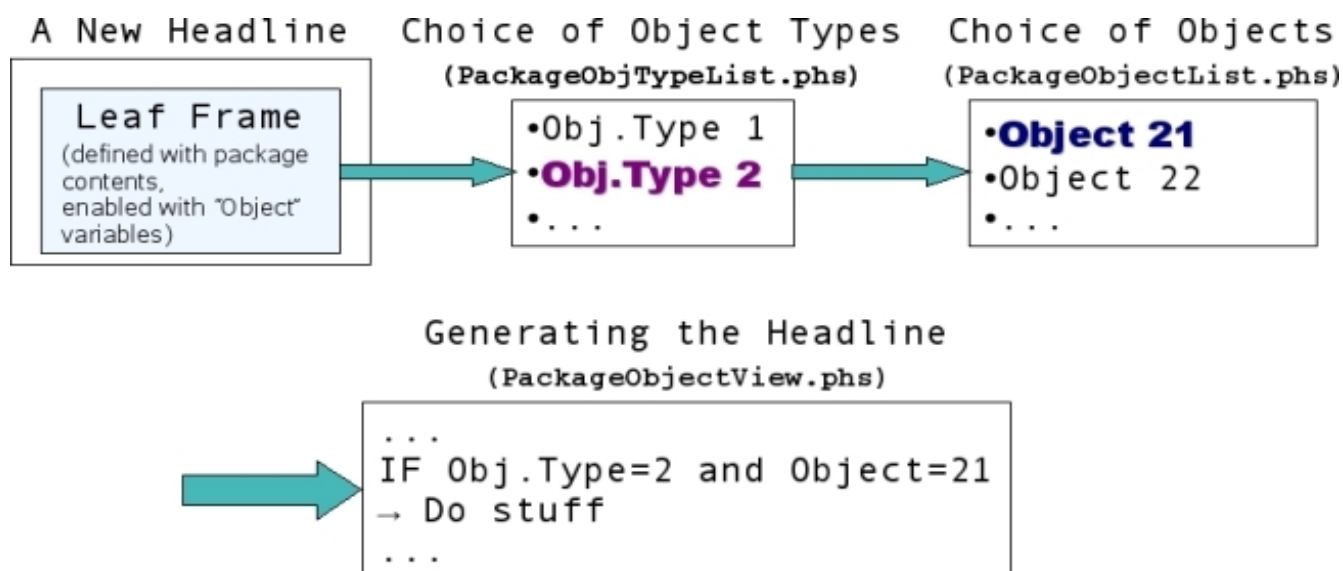 A New Headline
Leaf Frame
(defined with package
contents,
enabled with "Object"
variables)
Choice of Object Types
(PackageObjTypeList.phs)
•Obj.Type 1
•Obj.Type 2
•...
Choice of Objects
(PackageObjectList.phs)
•Object 21
•Object 22
•...
Generating the Headline
(PackageObjectView.phs)
...
IF Obj.Type=2 and Object=21
→ Do stuff
...